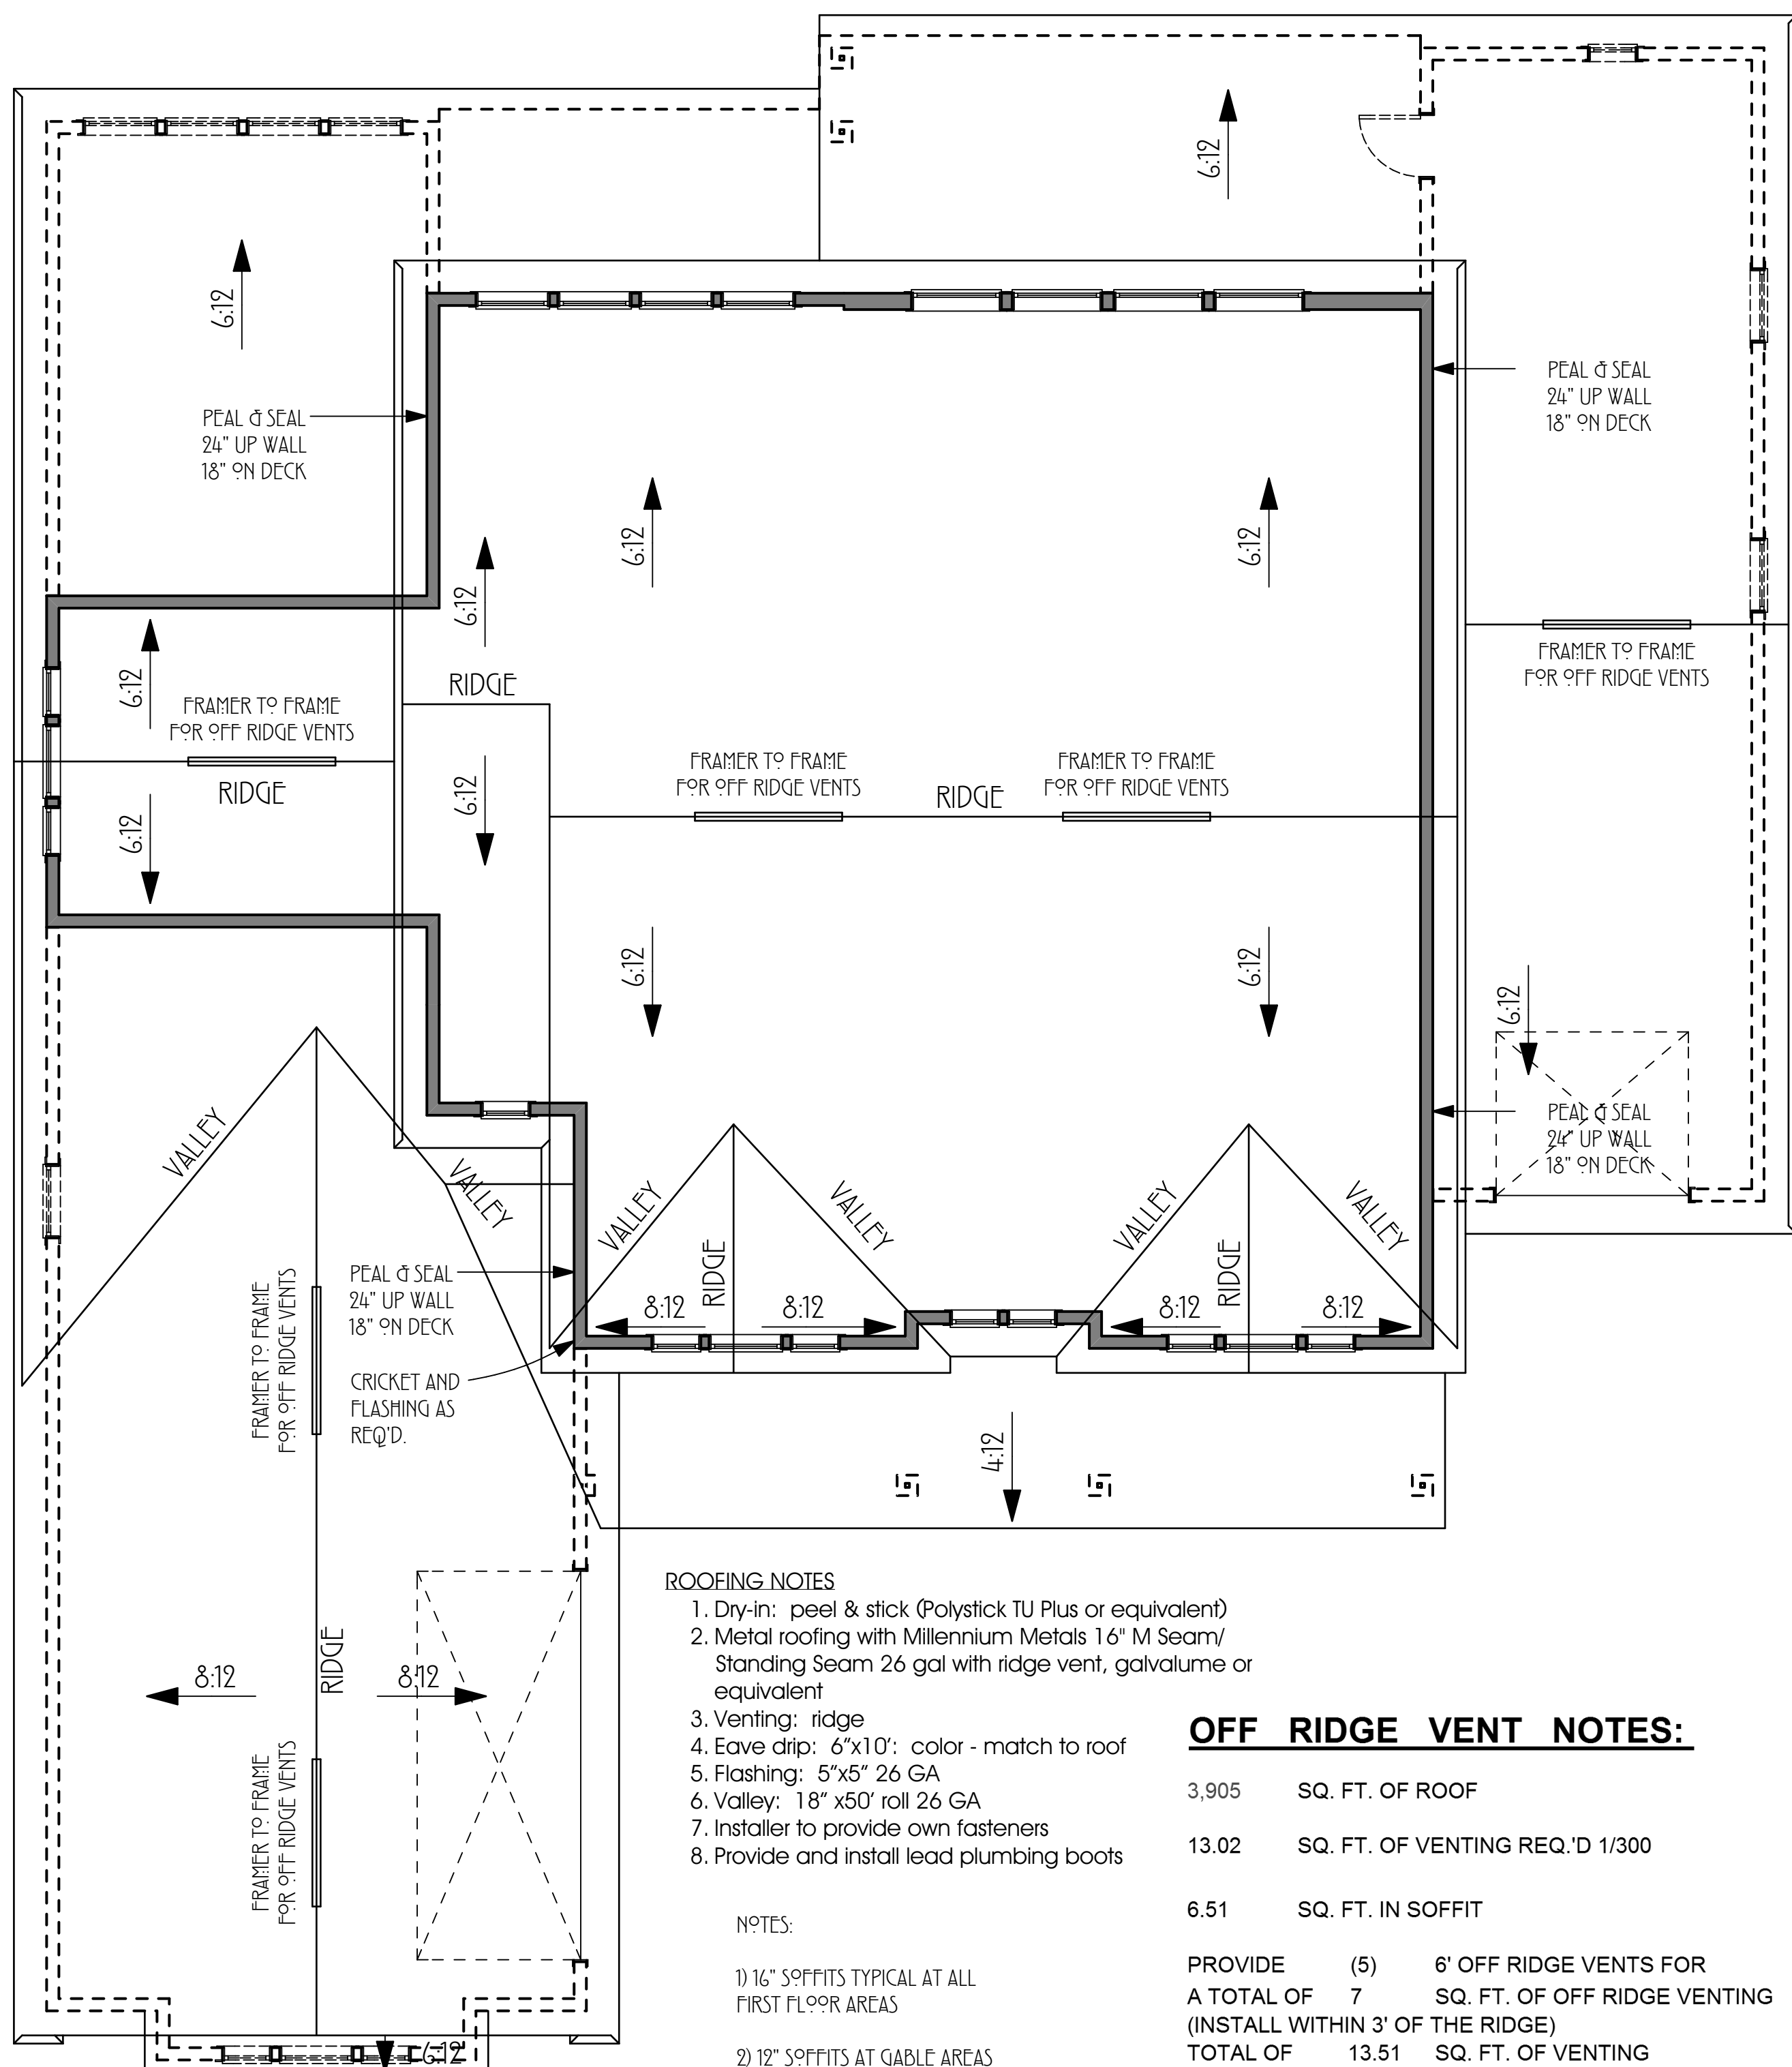 6:12
6:12
PEAL & SEAL
24" UP WALL
18" ON DECK
PEAL & SEAL
24" UP WALL
18" ON DECK
6:12
6:12
6:12
6:12
RIDGE
FRAMER TO FRAME
FOR OFF RIDGE VENTS
RIDGE
6:12
6:12
FRAMER TO FRAME
FOR OFF RIDGE VENTS
RIDGE
FRAMER TO FRAME
FOR OFF RIDGE VENTS
FRAMER TO FRAME
FOR OFF RIDGE VENTS
6:12
6:12
6:12
PEAL & SEAL
24" UP WALL
18" ON DECK
VALLEY
VALLEY
VALLEY
RIDGE
VALLEY
VALLEY
RIDGE
VALLEY
8:12
8:12
8:12
8:12
FRAMER TO FRAME
FOR OFF RIDGE VENTS
PEAL & SEAL
24" UP WALL
18" ON DECK
CRICKET AND
FLASHING AS
REQ'D.
4:12
8:12
RIDGE
8:12
FRAMER TO FRAME
FOR OFF RIDGE VENTS
6:12
ROOFING NOTES
1. Dry-in: peel & stick (Polystick TU Plus or equivalent)
2. Metal roofing with Millennium Metals 16" M Seam/
Standing Seam 26 gal with ridge vent, galvalume or
equivalent
3. Venting: ridge
4. Eave drip: 6"x10': color - match to roof
5. Flashing: 5"x5" 26 GA
6. Valley: 18" x50' roll 26 GA
7. Installer to provide own fasteners
8. Provide and install lead plumbing boots
NOTES:
1) 16" SOFFITS TYPICAL AT ALL
FIRST FLOOR AREAS
2) 12" SOFFITS AT GABLE AREAS
OFF RIDGE VENT NOTES:
3,905 SQ. FT. OF ROOF
13.02 SQ. FT. OF VENTING REQ.'D 1/300
6.51 SQ. FT. IN SOFFIT
PROVIDE (5) 6' OFF RIDGE VENTS FOR
A TOTAL OF 7 SQ. FT. OF OFF RIDGE VENTING
(INSTALL WITHIN 3' OF THE RIDGE)
TOTAL OF 13.51 SQ. FT. OF VENTING